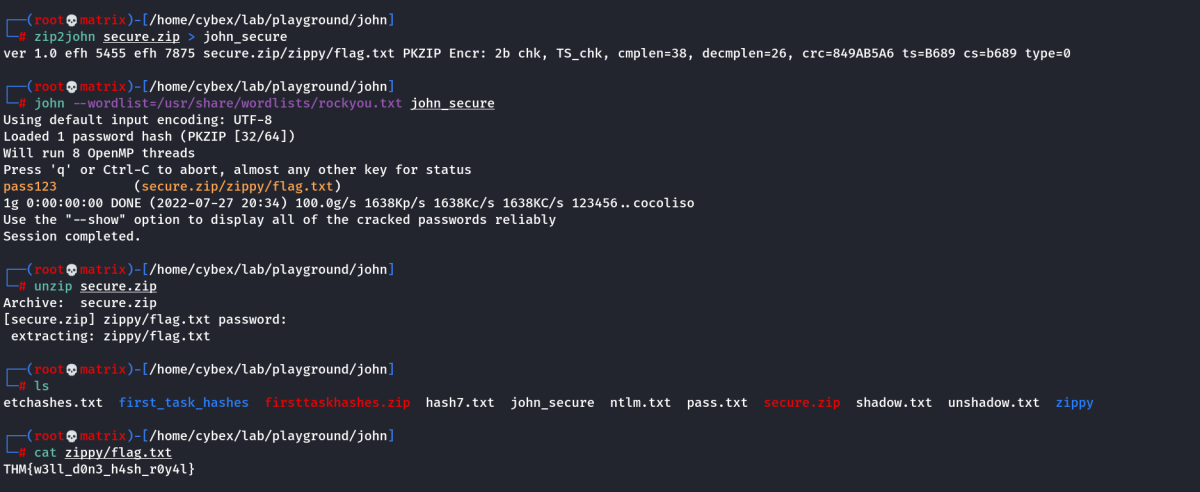 ┌──(root💀matrix)-[/home/cybex/lab/playground/john]
└─# zip2john secure.zip > john_secure
ver 1.0 efh 5455 efh 7875 secure.zip/zippy/flag.txt PKZIP Encr: 2b chk, TS_chk, cmplen=38, decmplen=26, crc=849AB5A6 ts=B689 cs=b689 type=0
┌──(root💀matrix)-[/home/cybex/lab/playground/john]
└─# john --wordlist=/usr/share/wordlists/rockyou.txt john_secure
Using default input encoding: UTF-8
Loaded 1 password hash (PKZIP [32/64])
Will run 8 OpenMP threads
Press 'q' or Ctrl-C to abort, almost any other key for status
pass123          (secure.zip/zippy/flag.txt)
1g 0:00:00:00 DONE (2022-07-27 20:34) 100.0g/s 1638Kp/s 1638Kc/s 1638KC/s 123456..cocoliso
Use the "--show" option to display all of the cracked passwords reliably
Session completed.
┌──(root💀matrix)-[/home/cybex/lab/playground/john]
└─# unzip secure.zip
Archive:  secure.zip
[secure.zip] zippy/flag.txt password:
 extracting: zippy/flag.txt
┌──(root💀matrix)-[/home/cybex/lab/playground/john]
└─# ls
etchashes.txt  first_task_hashes  firsttaskhashes.zip  hash7.txt  john_secure  ntlm.txt  pass.txt  secure.zip  shadow.txt  unshadow.txt  zippy
┌──(root💀matrix)-[/home/cybex/lab/playground/john]
└─# cat zippy/flag.txt
THM{w3ll_d0n3_h4sh_r0y4l}